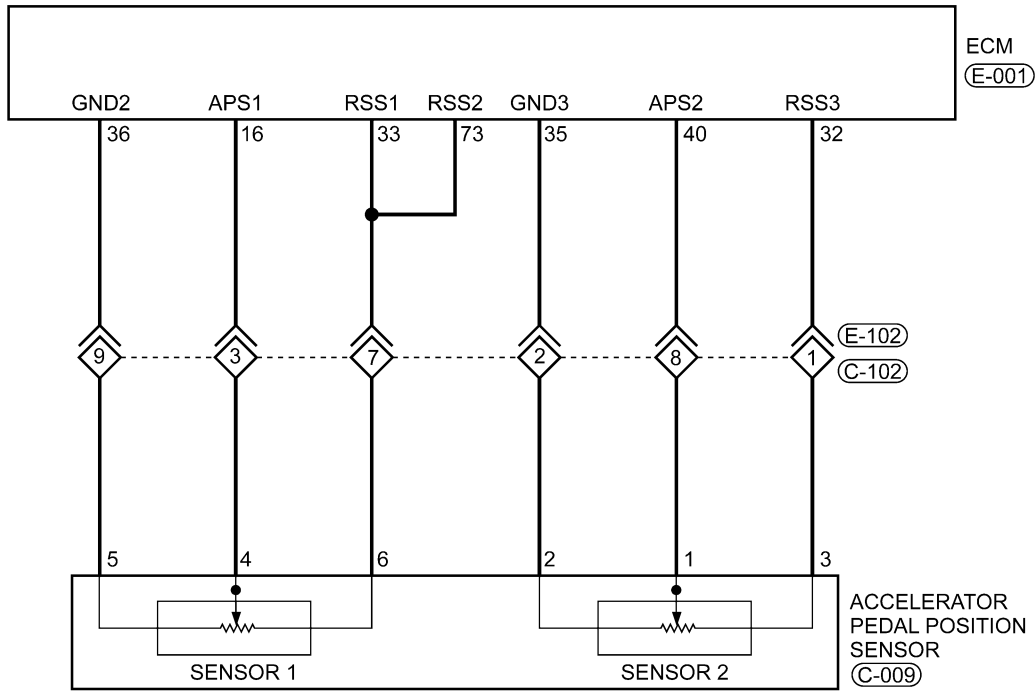 ECM
E-001
GND2 APS1 RSS1 RSS2 GND3 APS2 RSS3
36 16 33 73 35 40 32
E-102
9 3 7 2 8 1
C-102
5 4 6 2 1 3
ACCELERATOR
PEDAL POSITION
SENSOR
C-009
SENSOR 1 SENSOR 2